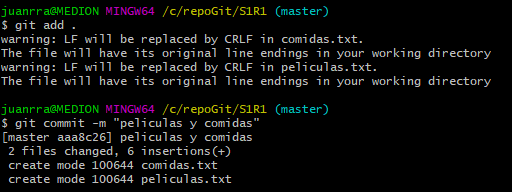 juanrra@MEDION MINGW64 /c/repoGit/S1R1 (master)
$ git add .
warning: LF will be replaced by CRLF in comidas.txt.
The file will have its original line endings in your working directory
warning: LF will be replaced by CRLF in peliculas.txt.
The file will have its original line endings in your working directory
juanrra@MEDION MINGW64 /c/repoGit/S1R1 (master)
$ git commit -m "peliculas y comidas"
[master aaa8c26] peliculas y comidas
 2 files changed, 6 insertions(+)
 create mode 100644 comidas.txt
 create mode 100644 peliculas.txt